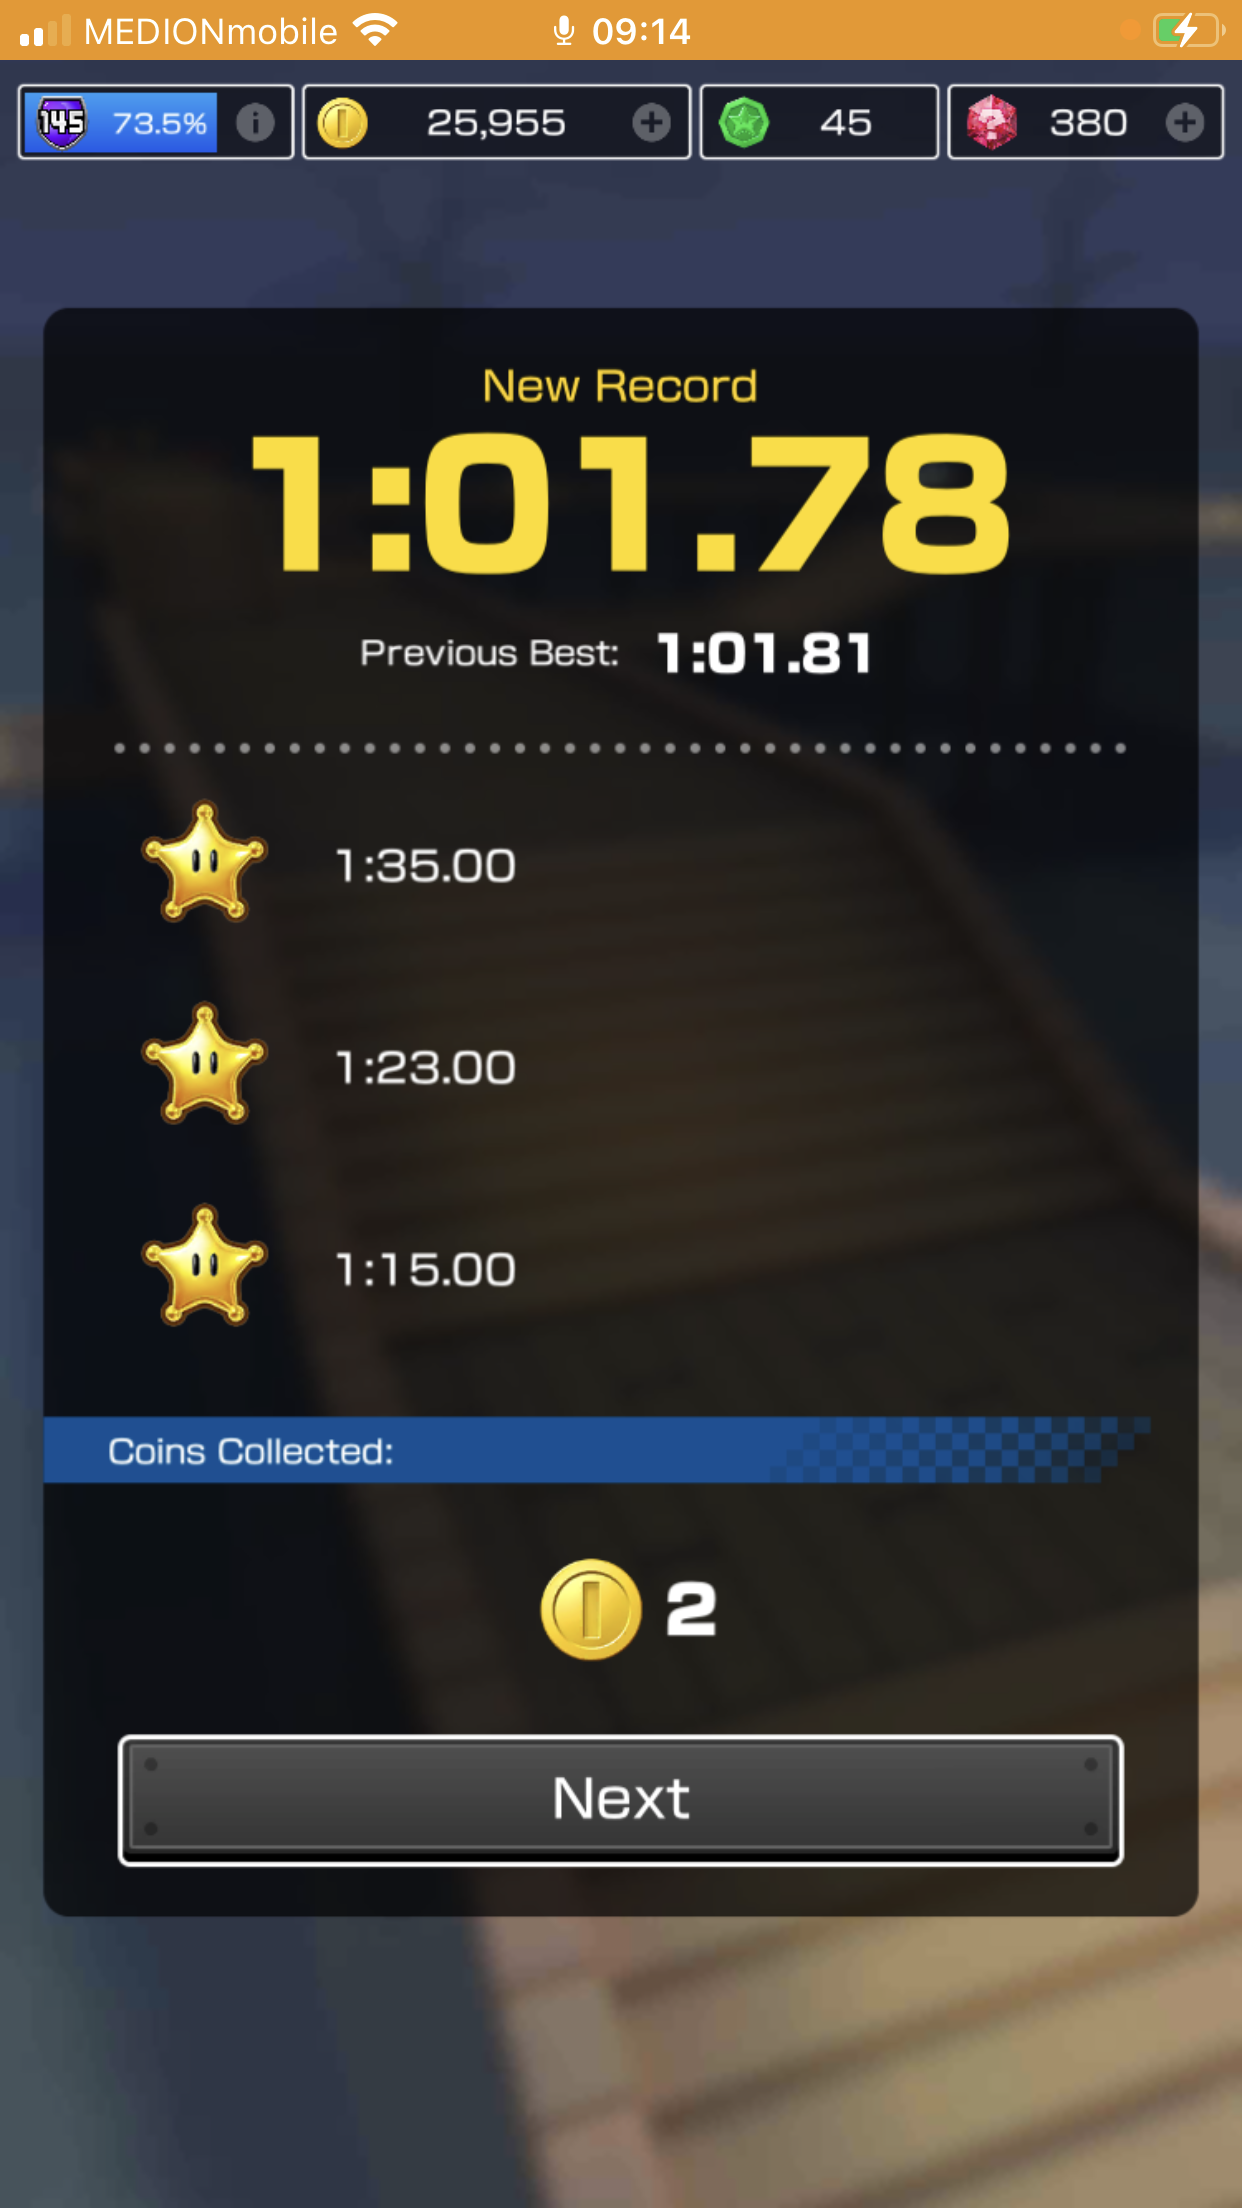 MEDIONmobile 09:14
145 73.5% i 25,955 + 45 ? 380 +
New Record
1:01.78
Previous Best: 1:01.81
1:35.00
1:23.00
1:15.00
Coins Collected:
2
Next